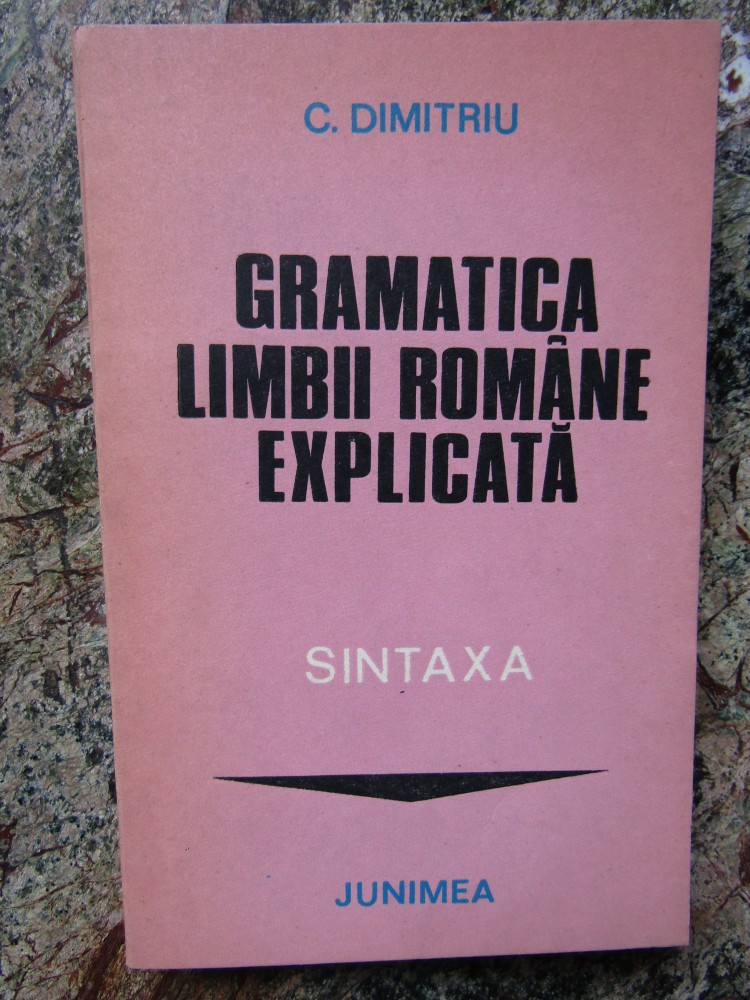 C. DIMITRIU
GRAMATICA
LIMBII ROMÂNE
EXPLICATĂ
SINTAXA
JUNIMEA